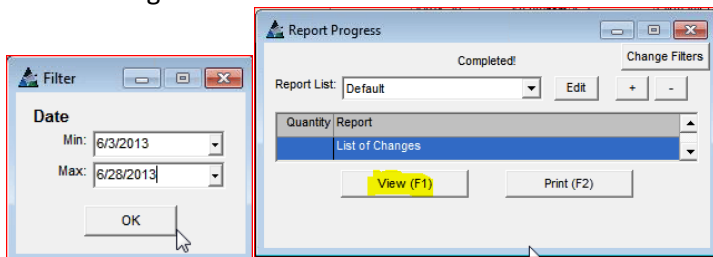 Filter
Date
Min: 6/3/2013
Max: 6/28/2013
OK
Report Progress
Completed!
Change Filters
Report List: Default Edit + -
Quantity Report
List of Changes
View (F1) Print (F2)